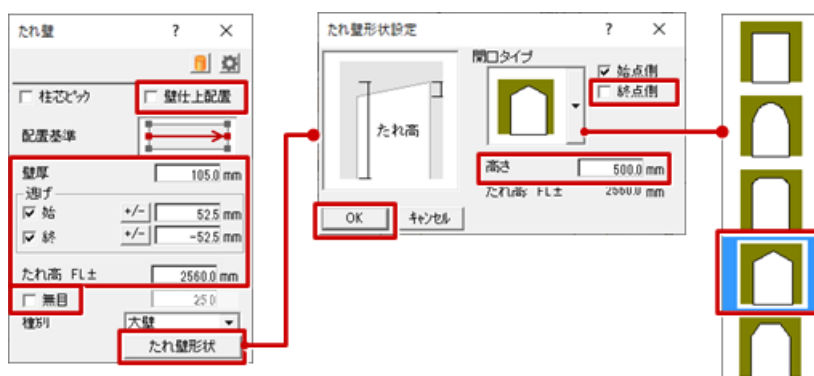 たれ壁 ? ×
柱芯ピック
壁仕上配置
配置基準
壁厚 105.0 mm
逃げ
始 +/- 52.5 mm
終 +/- -52.5 mm
たれ高 FL± 2560.0 mm
無目 25.0
種別 大壁
たれ壁形状
たれ壁形状設定 ? ×
開口タイプ
始点側
終点側
たれ高
高さ 500.0 mm
たれ高: FL± 2560.0 mm
OK キャンセル